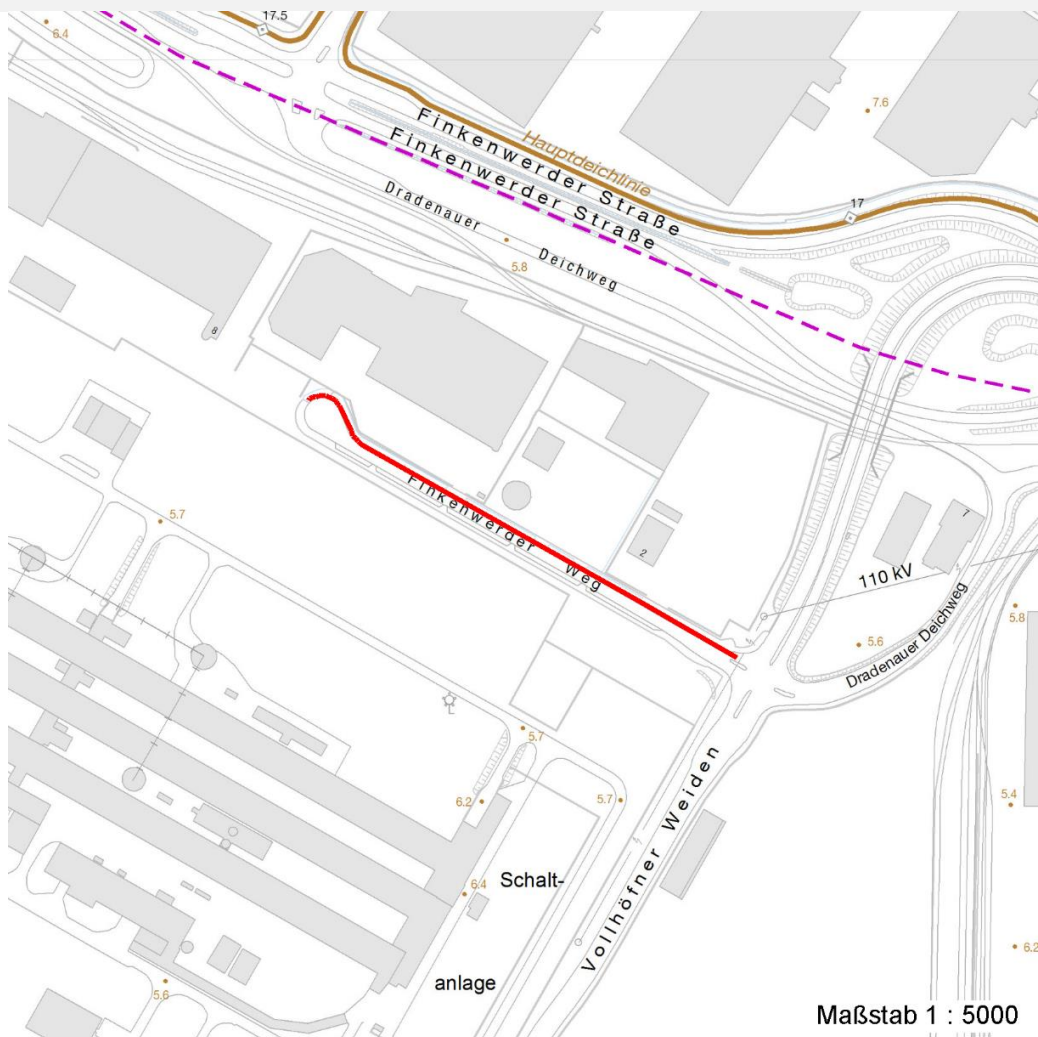 17.5
6.4
7.6
Finkenwerder Straße
Hauptdeichlinie
Finkenwerder Straße
17
Dradenauer Deichweg
5.8
8
Finkenwerder Weg
2
7
110 kV
5.7
5.8
5.6
Dradenauer Deichweg
5.7
6.2
5.7
5.4
Vollhöfner Weiden
Schalt-
6.4
anlage
6.2
5.6
Maßstab 1 : 5000